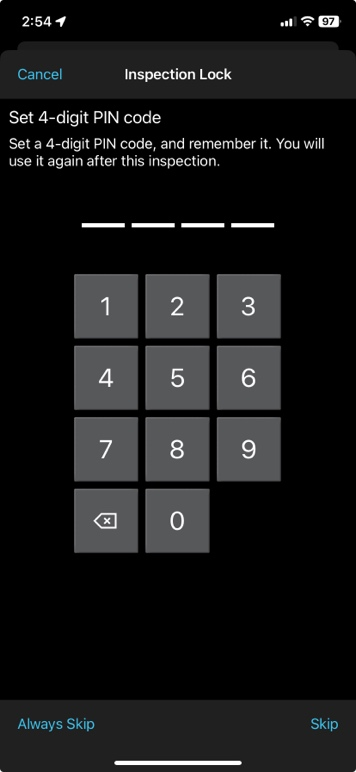 2:54
97
Cancel
Inspection Lock
Set 4-digit PIN code
Set a 4-digit PIN code, and remember it. You will
use it again after this inspection.
1 2 3
4 5 6
7 8 9
0
Always Skip
Skip